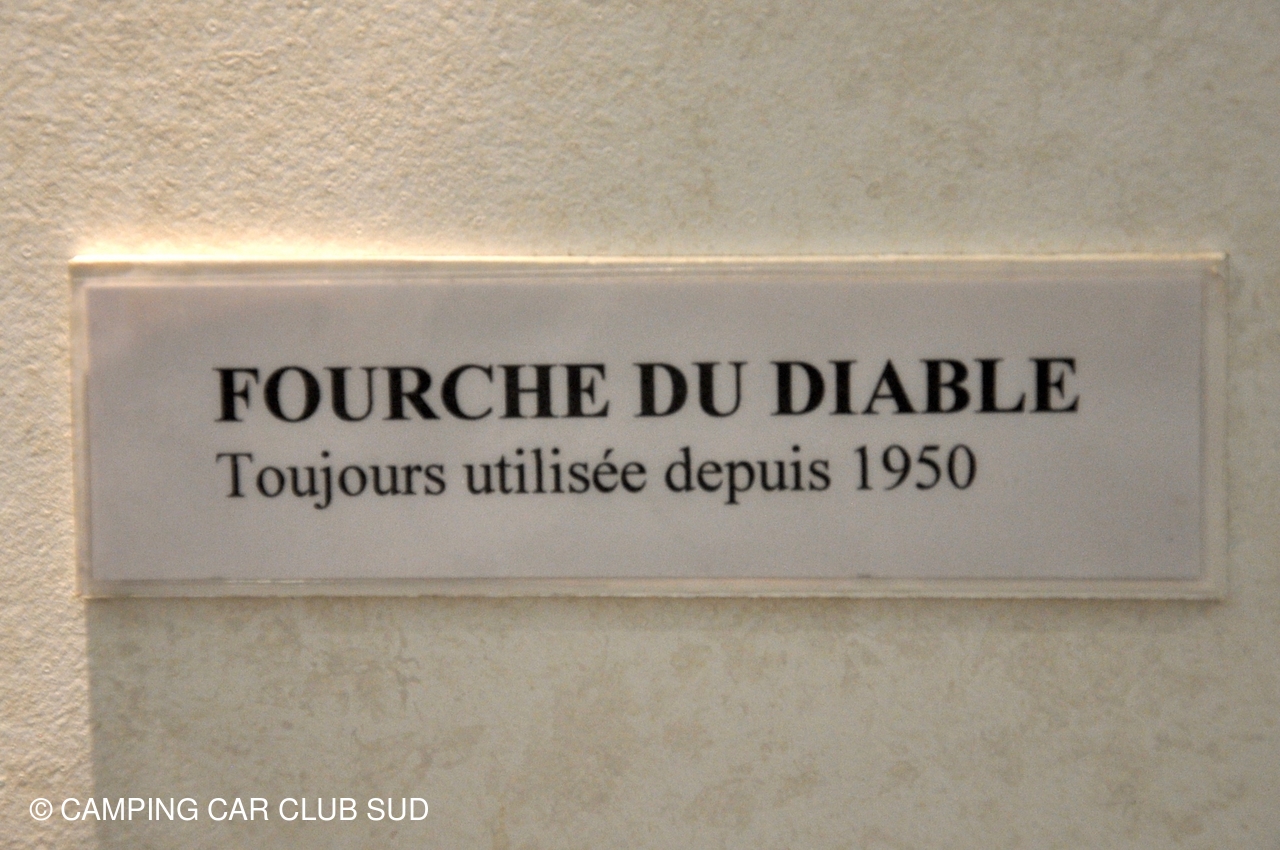 FOURCHE DU DIABLE
Toujours utilisée depuis 1950
© CAMPING CAR CLUB SUD